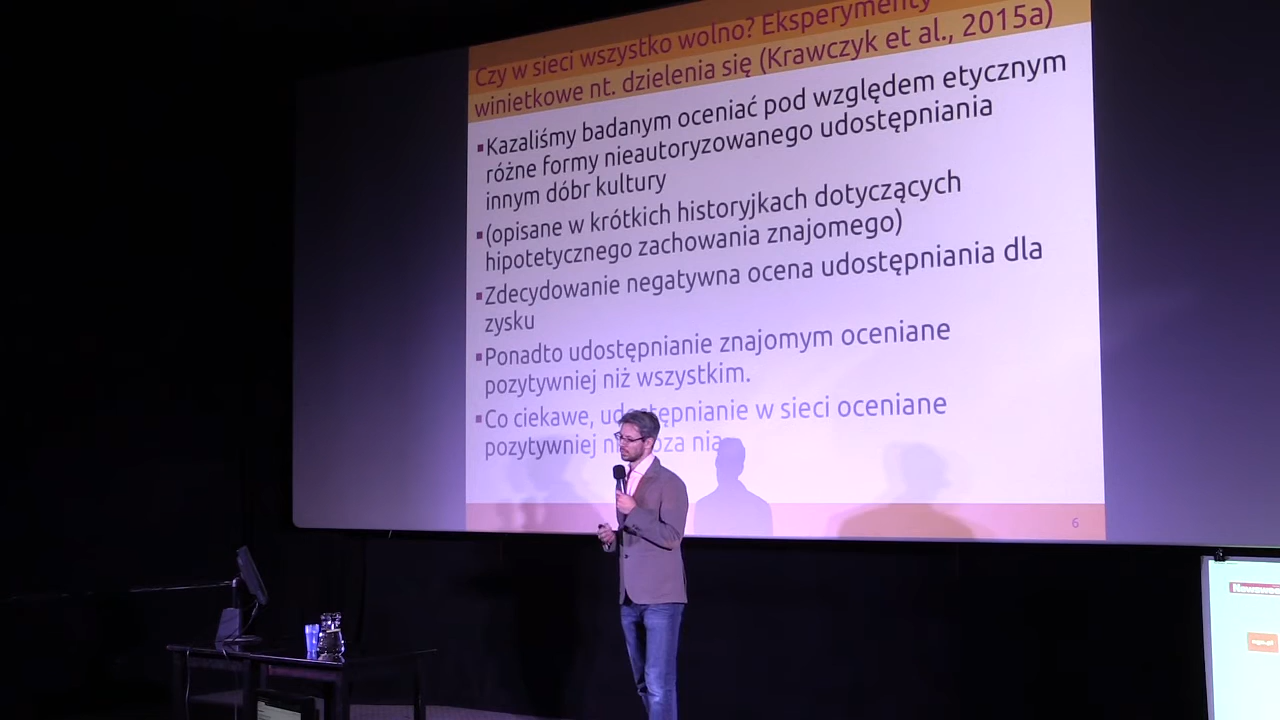 Czy w sieci wszystko wolno? Eksperymenty
winietkowe nt. dzielenia się (Krawczyk et al., 2015a)
▪Kazaliśmy badanym oceniać pod względem etycznym
różne formy nieautoryzowanego udostępniania
innym dóbr kultury
▪(opisane w krótkich historyjkach dotyczących
hipotetycznego zachowania znajomego)
▪Zdecydowanie negatywna ocena udostępniania dla
zysku
▪Ponadto udostępnianie znajomym oceniane
pozytywniej niż wszystkim.
▪Co ciekawe, udostępnianie w sieci oceniane
pozytywniej nią
6